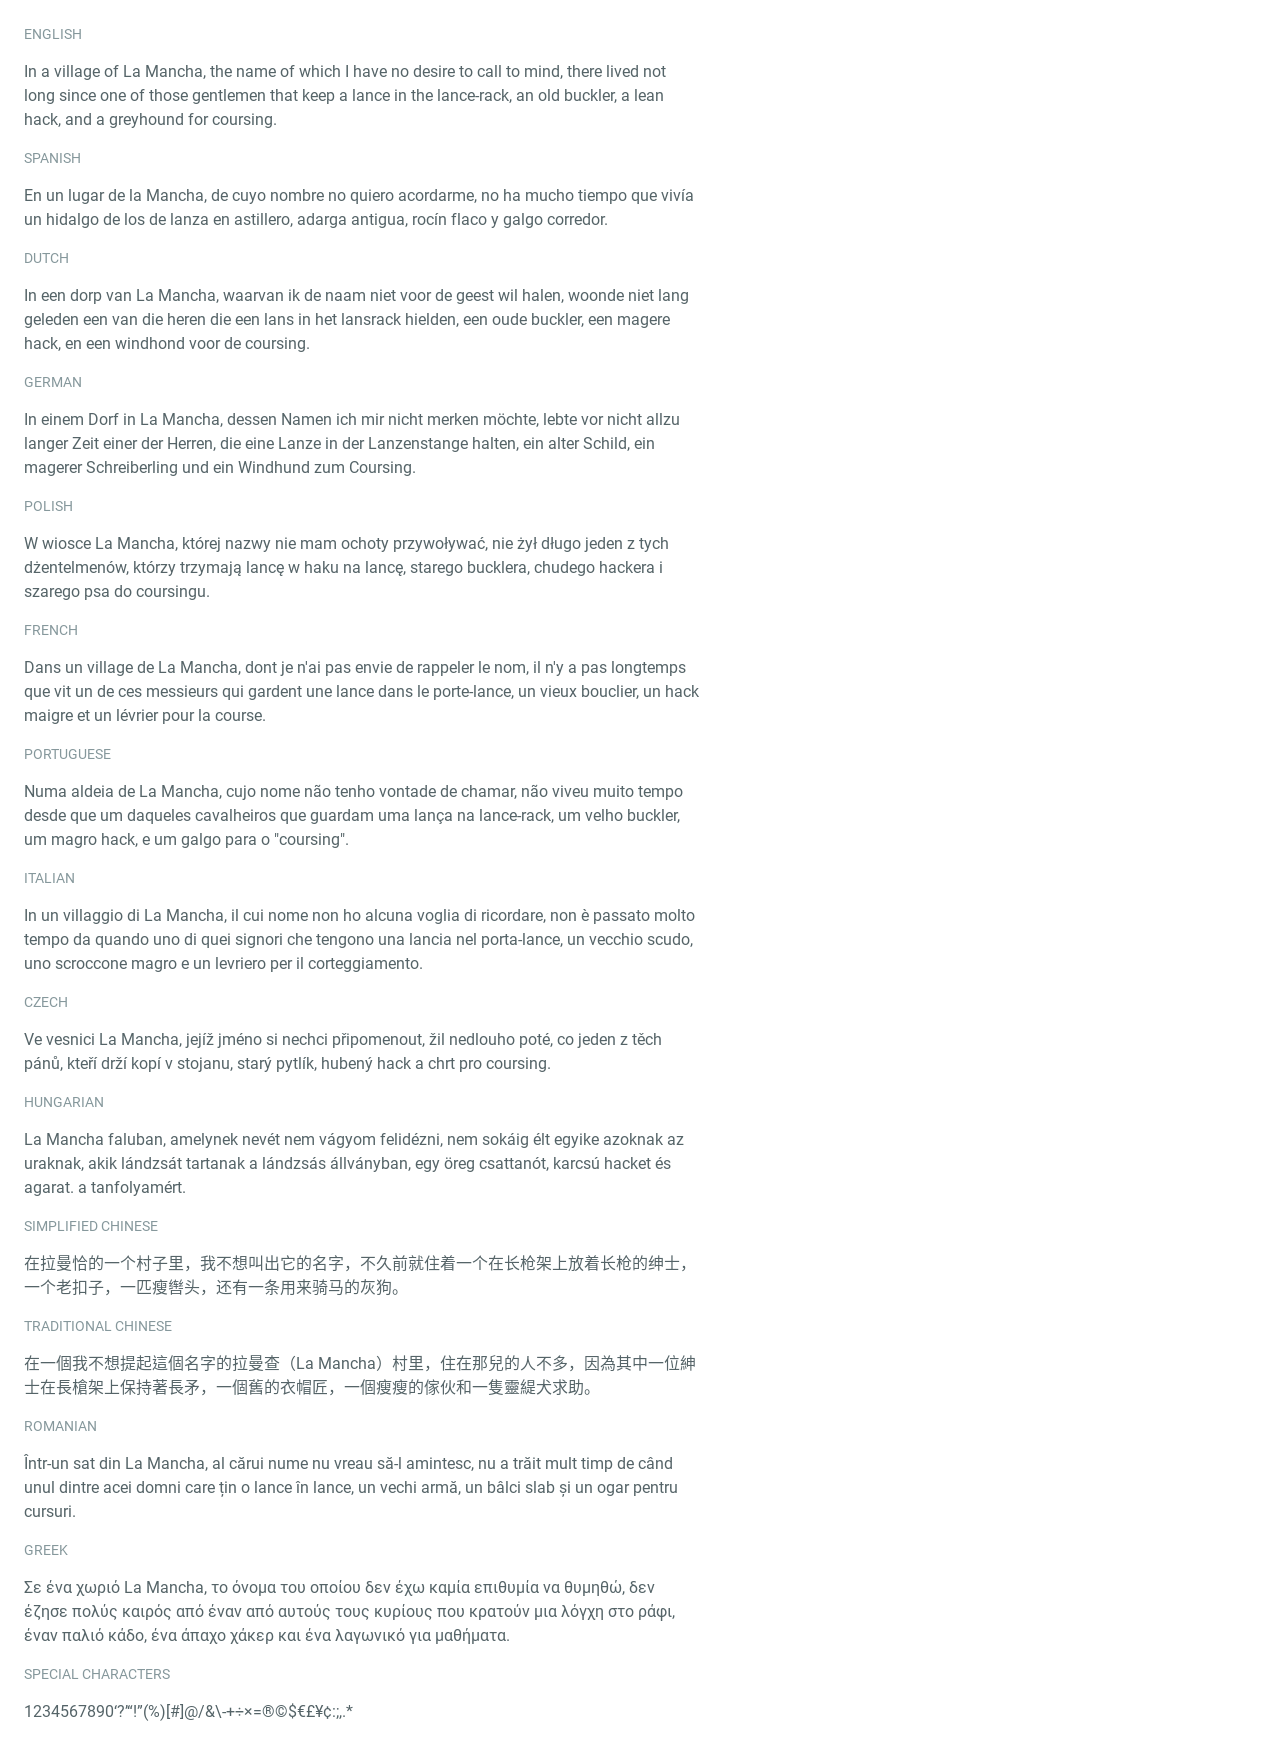 ENGLISH
In a village of La Mancha, the name of which I have no desire to call to mind, there lived not
long since one of those gentlemen that keep a lance in the lance-rack, an old buckler, a lean
hack, and a greyhound for coursing.
SPANISH
En un lugar de la Mancha, de cuyo nombre no quiero acordarme, no ha mucho tiempo que vivía
un hidalgo de los de lanza en astillero, adarga antigua, rocín flaco y galgo corredor.
DUTCH
In een dorp van La Mancha, waarvan ik de naam niet voor de geest wil halen, woonde niet lang
geleden een van die heren die een lans in het lansrack hielden, een oude buckler, een magere
hack, en een windhond voor de coursing.
GERMAN
In einem Dorf in La Mancha, dessen Namen ich mir nicht merken möchte, lebte vor nicht allzu
langer Zeit einer der Herren, die eine Lanze in der Lanzenstange halten, ein alter Schild, ein
magerer Schreiberling und ein Windhund zum Coursing.
POLISH
W wiosce La Mancha, której nazwy nie mam ochoty przywoływać, nie żył długo jeden z tych
dżentelmenów, którzy trzymają lancę w haku na lancę, starego bucklera, chudego hackera i
szarego psa do coursingu.
FRENCH
Dans un village de La Mancha, dont je n'ai pas envie de rappeler le nom, il n'y a pas longtemps
que vit un de ces messieurs qui gardent une lance dans le porte-lance, un vieux bouclier, un hack
maigre et un lévrier pour la course.
PORTUGUESE
Numa aldeia de La Mancha, cujo nome não tenho vontade de chamar, não viveu muito tempo
desde que um daqueles cavalheiros que guardam uma lança na lance-rack, um velho buckler,
um magro hack, e um galgo para o "coursing".
ITALIAN
In un villaggio di La Mancha, il cui nome non ho alcuna voglia di ricordare, non è passato molto
tempo da quando uno di quei signori che tengono una lancia nel porta-lance, un vecchio scudo,
uno scroccone magro e un levriero per il corteggiamento.
CZECH
Ve vesnici La Mancha, jejíž jméno si nechci připomenout, žil nedlouho poté, co jeden z těch
pánů, kteří drží kopí v stojanu, starý pytlík, hubený hack a chrt pro coursing.
HUNGARIAN
La Mancha faluban, amelynek nevét nem vágyom felidézni, nem sokáig élt egyike azoknak az
uraknak, akik lándzsát tartanak a lándzsás állványban, egy öreg csattanót, karcsú hacket és
agarat. a tanfolyamért.
SIMPLIFIED CHINESE
在拉曼恰的一个村子里，我不想叫出它的名字，不久前就住着一个在长枪架上放着长枪的绅士，
一个老扣子，一匹瘦辔头，还有一条用来骑马的灰狗。
TRADITIONAL CHINESE
在一個我不想提起這個名字的拉曼查（La Mancha）村里，住在那兒的人不多，因為其中一位紳
士在長槍架上保持著長矛，一個舊的衣帽匠，一個瘦瘦的傢伙和一隻靈緹犬求助。
ROMANIAN
Într-un sat din La Mancha, al cărui nume nu vreau să-l amintesc, nu a trăit mult timp de când
unul dintre acei domni care țin o lance în lance, un vechi armă, un bâlci slab și un ogar pentru
cursuri.
GREEK
Σε ένα χωριό La Mancha, το όνομα του οποίου δεν έχω καμία επιθυμία να θυμηθώ, δεν
έζησε πολύς καιρός από έναν από αυτούς τους κυρίους που κρατούν μια λόγχη στο ράφι,
έναν παλιό κάδο, ένα άπαχο χάκερ και ένα λαγωνικό για μαθήματα.
SPECIAL CHARACTERS
1234567890‘?’“!”(%)[#]@/&\-+÷×=®©$€£¥¢:;,.*